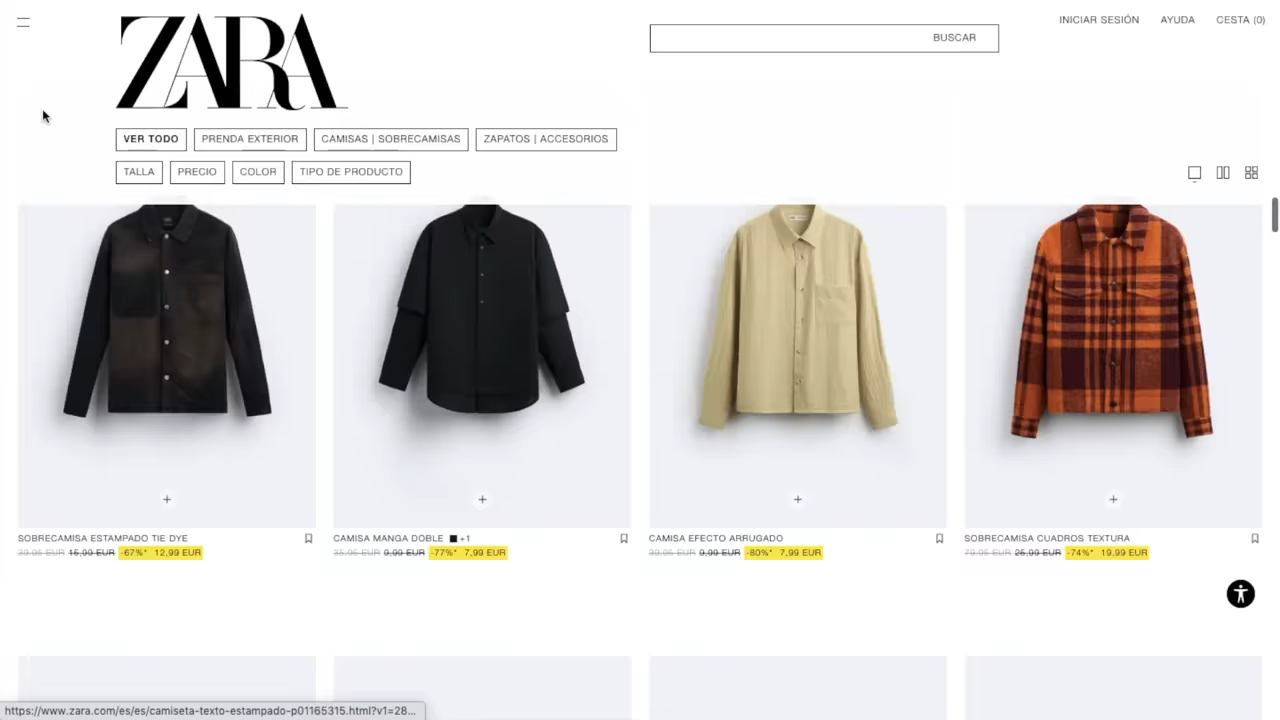 ZARA
BUSCAR
INICIAR SESIÓN
AYUDA
CESTA (0)
VER TODO
PRENDA EXTERIOR
CAMISAS | SOBRECAMISAS
ZAPATOS | ACCESORIOS
TALLA
PRECIO
COLOR
TIPO DE PRODUCTO
SOBRECAMISA ESTAMPADO TIE DYE
39,95 EUR 15,99 EUR -67%* 12,99 EUR
CAMISA MANGA DOBLE +1
35,95 EUR 9,99 EUR -77%* 7,99 EUR
CAMISA EFECTO ARRUGADO
39,95 EUR 9,99 EUR -80%* 7,99 EUR
SOBRECAMISA CUADROS TEXTURA
79,95 EUR 25,99 EUR -74%* 19,99 EUR
https://www.zara.com/es/es/camiseta-texto-estampado-p01165315.html?v1=28...